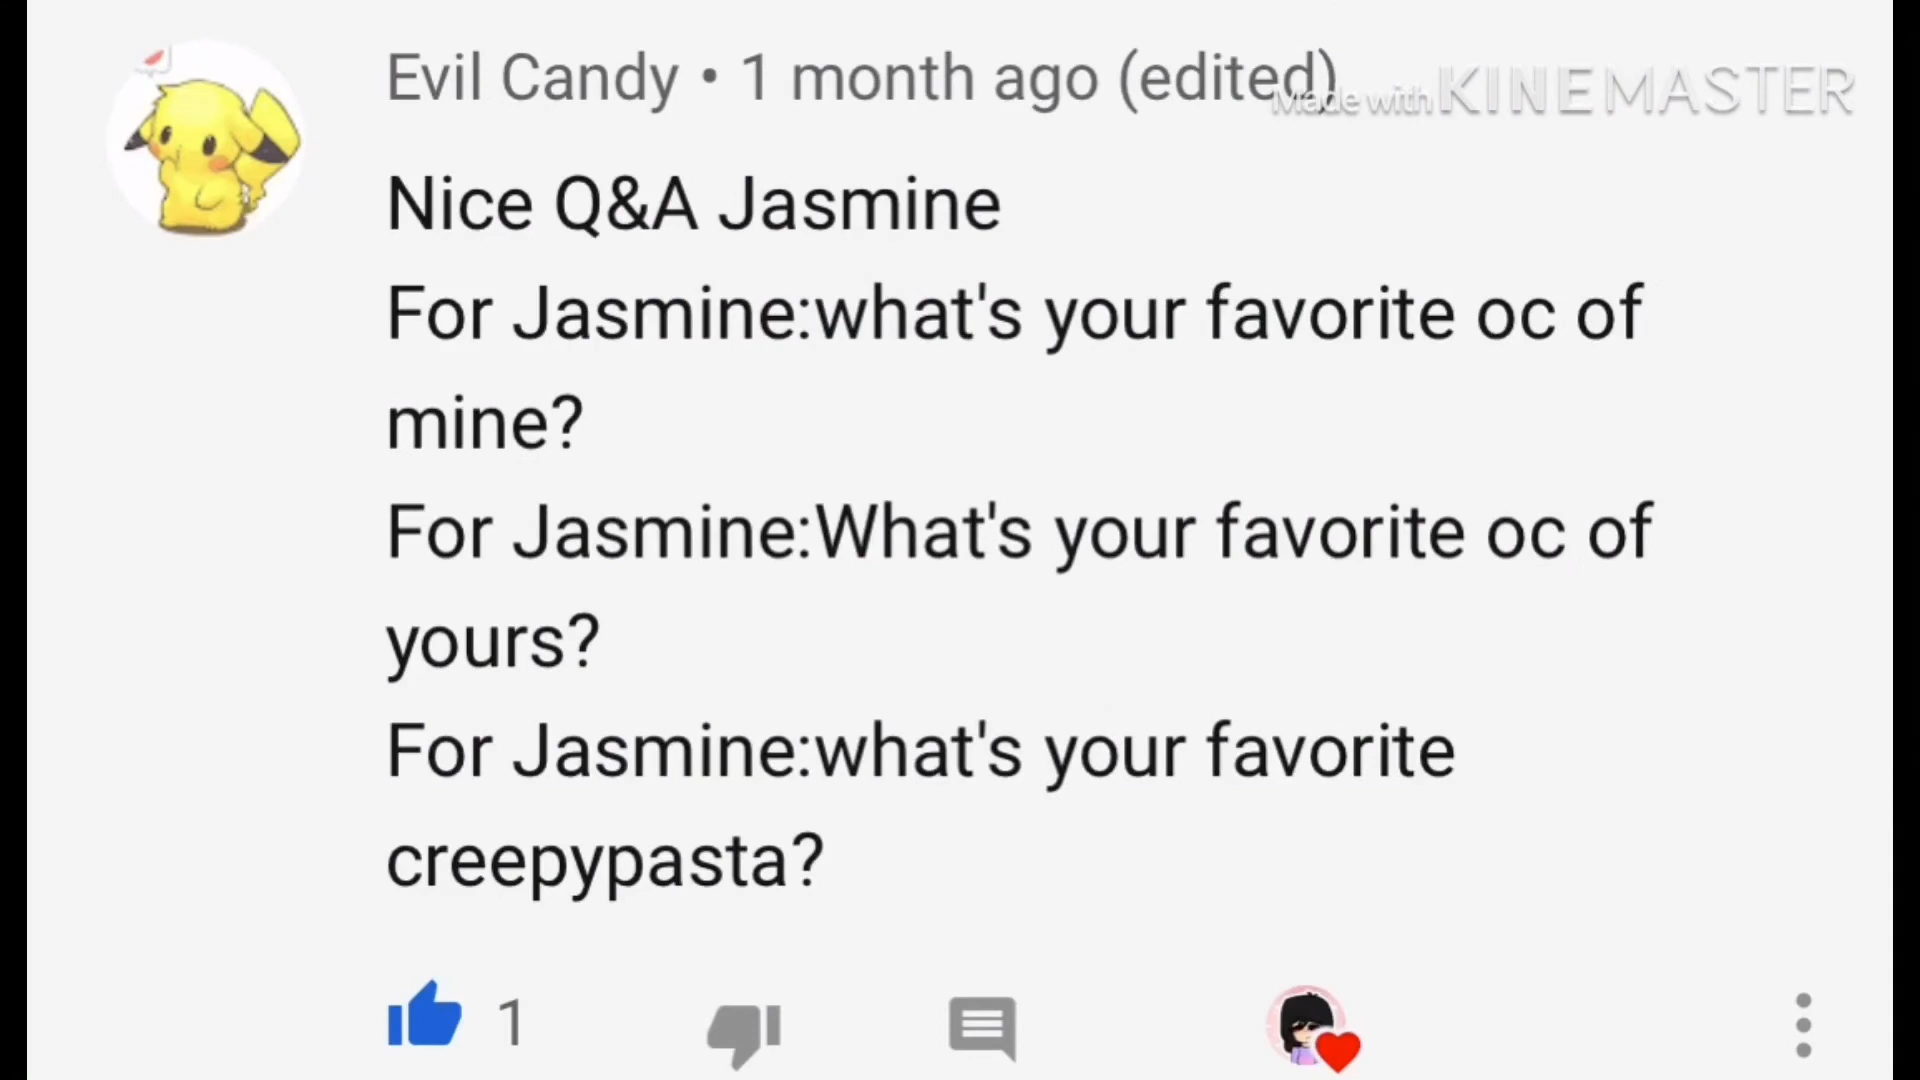 Evil Candy • 1 month ago (edited)
Made with KINEMASTER
Nice Q&A Jasmine
For Jasmine:what's your favorite oc of
mine?
For Jasmine:What's your favorite oc of
yours?
For Jasmine:what's your favorite
creepypasta?
1